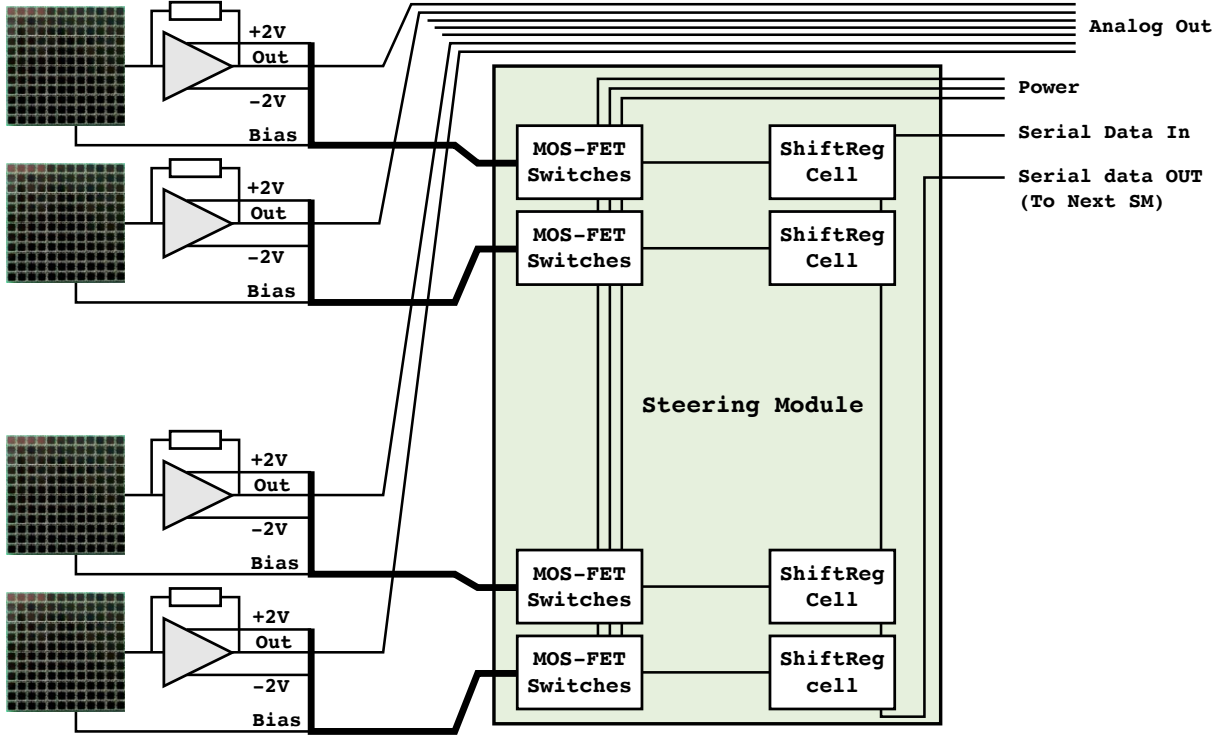 +2V
Out
-2V
Bias
+2V
Out
-2V
Bias
+2V
Out
-2V
Bias
+2V
Out
-2V
Bias
Analog Out
Power
Serial Data In
Serial data OUT
(To Next SM)
MOS-FET
Switches
ShiftReg
Cell
MOS-FET
Switches
ShiftReg
Cell
Steering Module
MOS-FET
Switches
ShiftReg
Cell
MOS-FET
Switches
ShiftReg
cell